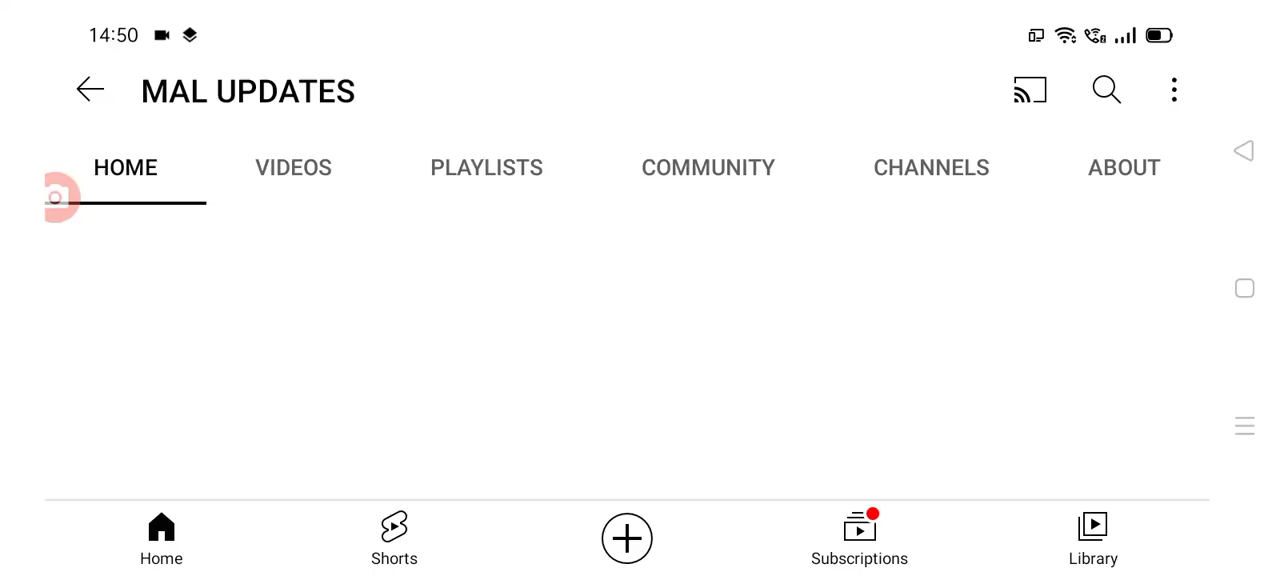 14:50
MAL UPDATES
HOME VIDEOS PLAYLISTS COMMUNITY CHANNELS ABOUT
Home Shorts Subscriptions Library